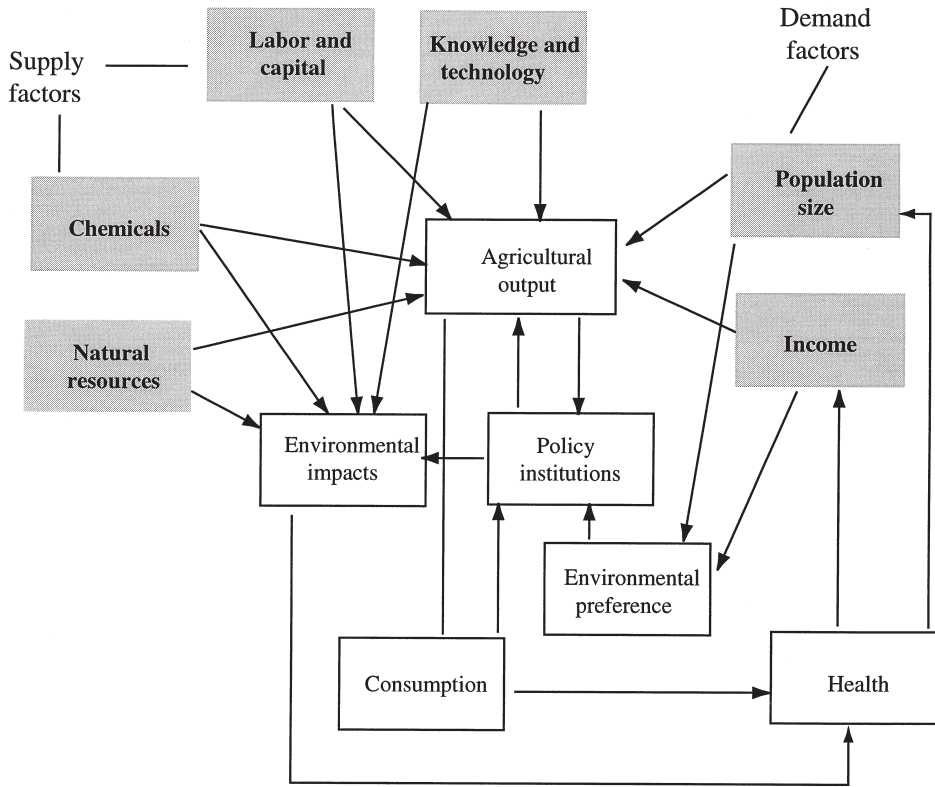 Supply
factors
Labor and
capital
Knowledge and
technology
Demand
factors
Chemicals
Population
size
Agricultural
output
Natural
resources
Income
Environmental
impacts
Policy
institutions
Environmental
preference
Consumption
Health